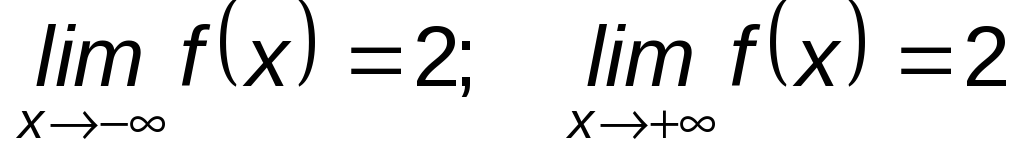 lim f(x) = 2; lim f(x) = 2
x→−∞ x→+∞